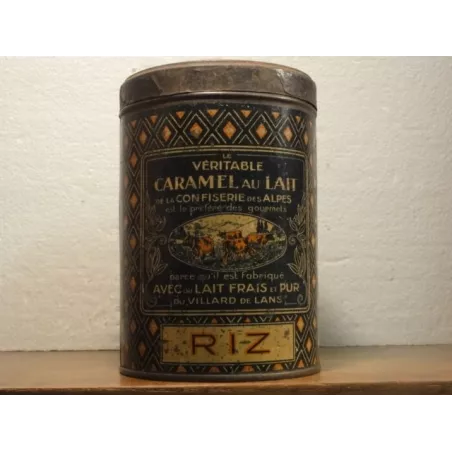 LE
VÉRITABLE
CARAMEL AU LAIT
DE LA CONFISERIE DES ALPES
est le préféré des gourmets
parce qu'il est fabriqué
AVEC du LAIT FRAIS ET PUR
DU VILLARD DE LANS
RIZ